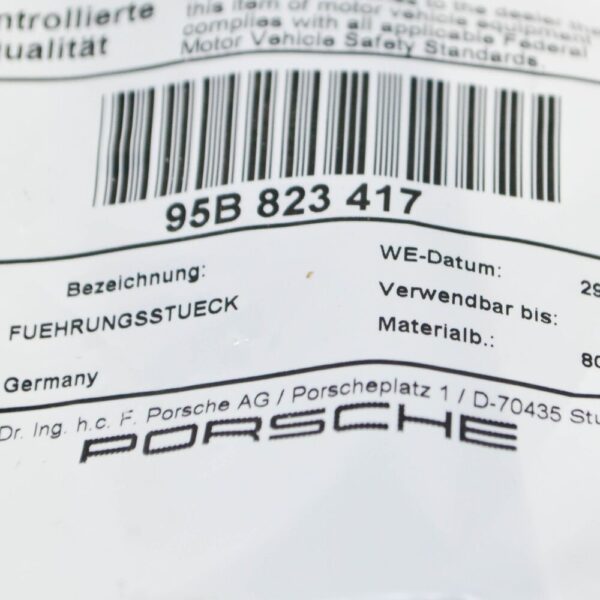 ntrollierte
ualität
this item of motor vehicle equipment
complies with all applicable Federal
Motor Vehicle Safety Standards.
95B 823 417
Bezeichnung:
FUEHRUNGSSTUECK
Germany
WE-Datum: 29
Verwendbar bis:
Materialb.: 80
Dr. Ing. h.c. F. Porsche AG / Porscheplatz 1 / D-70435 Stu
PORSCHE